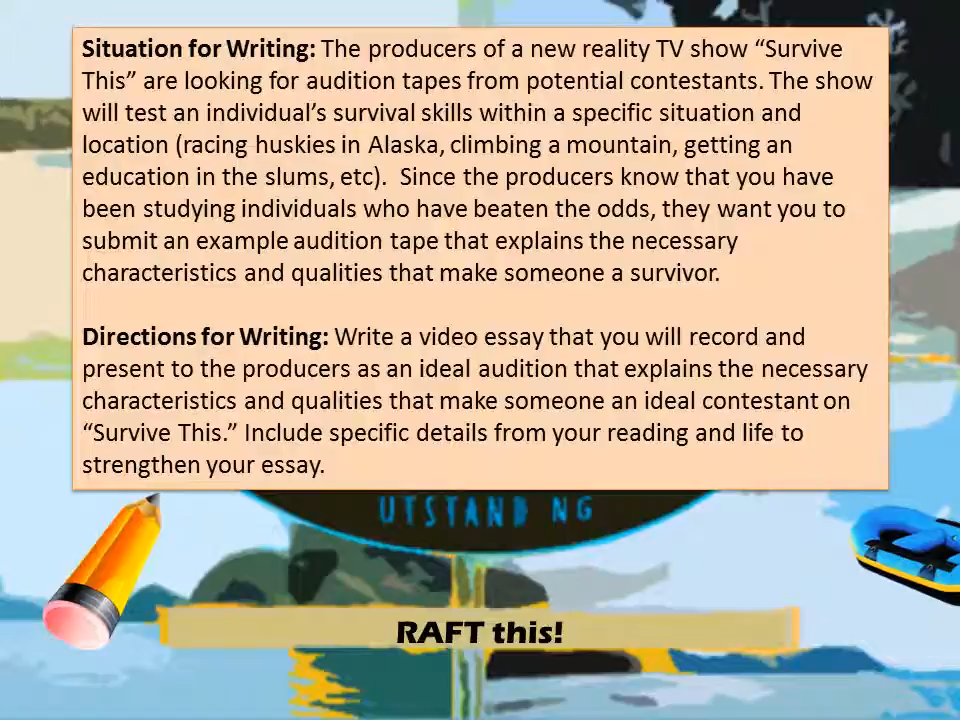 Situation for Writing: The producers of a new reality TV show “Survive
This” are looking for audition tapes from potential contestants. The show
will test an individual’s survival skills within a specific situation and
location (racing huskies in Alaska, climbing a mountain, getting an
education in the slums, etc).  Since the producers know that you have
been studying individuals who have beaten the odds, they want you to
submit an example audition tape that explains the necessary
characteristics and qualities that make someone a survivor.
Directions for Writing: Write a video essay that you will record and
present to the producers as an ideal audition that explains the necessary
characteristics and qualities that make someone an ideal contestant on
“Survive This.” Include specific details from your reading and life to
strengthen your essay.
UTSTAND NG
RAFT this!